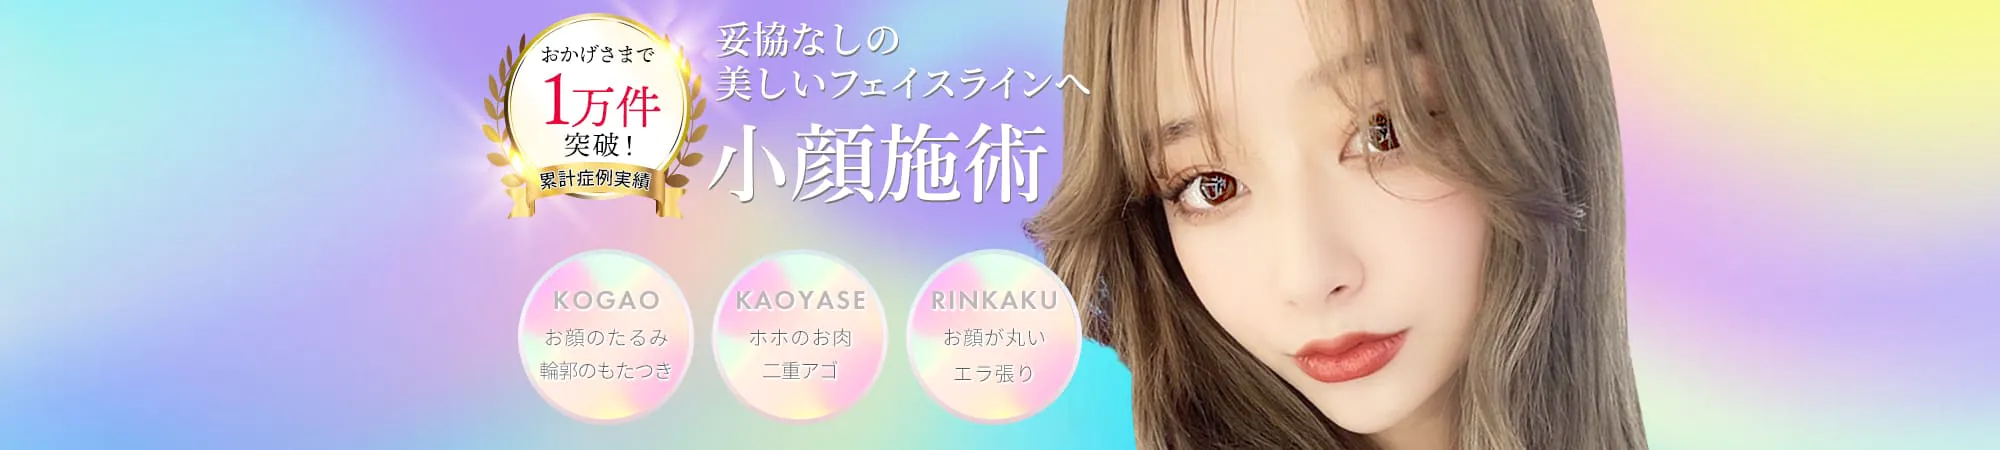 おかげさまで
1万件
突破!
累計症例実績
妥協なしの
美しいフェイスラインへ
小顔施術
KOGAO
お顔のたるみ
輪郭のもたつき
KAOYASE
ホホのお肉
二重アゴ
RINKAKU
お顔が丸い
エラ張り